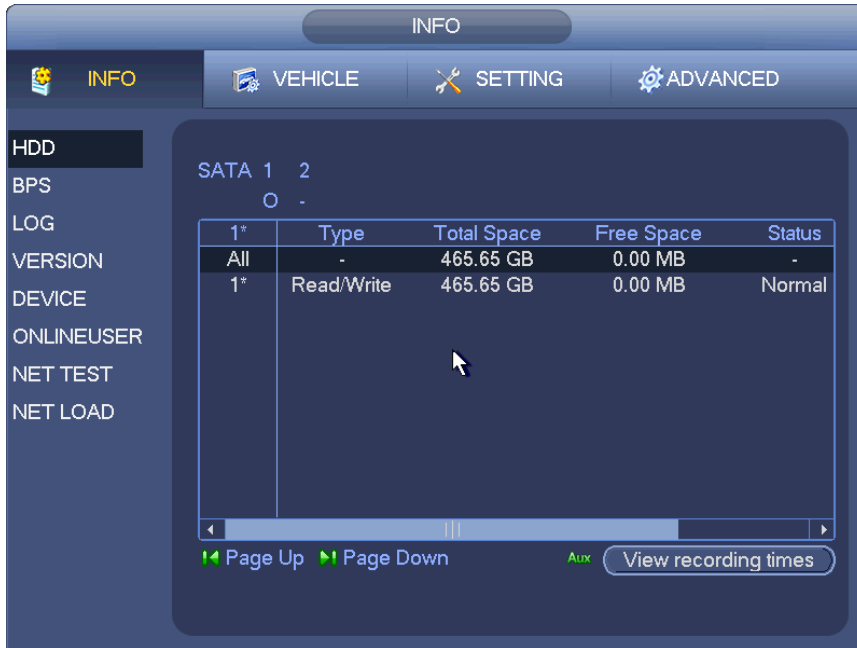 INFO
INFO VEHICLE SETTING ADVANCED
HDD
BPS
LOG
VERSION
DEVICE
ONLINEUSER
NET TEST
NET LOAD
SATA 1 2
O -
1* Type Total Space Free Space Status
All - 465.65 GB 0.00 MB -
1* Read/Write 465.65 GB 0.00 MB Normal
Page Up Page Down Aux View recording times